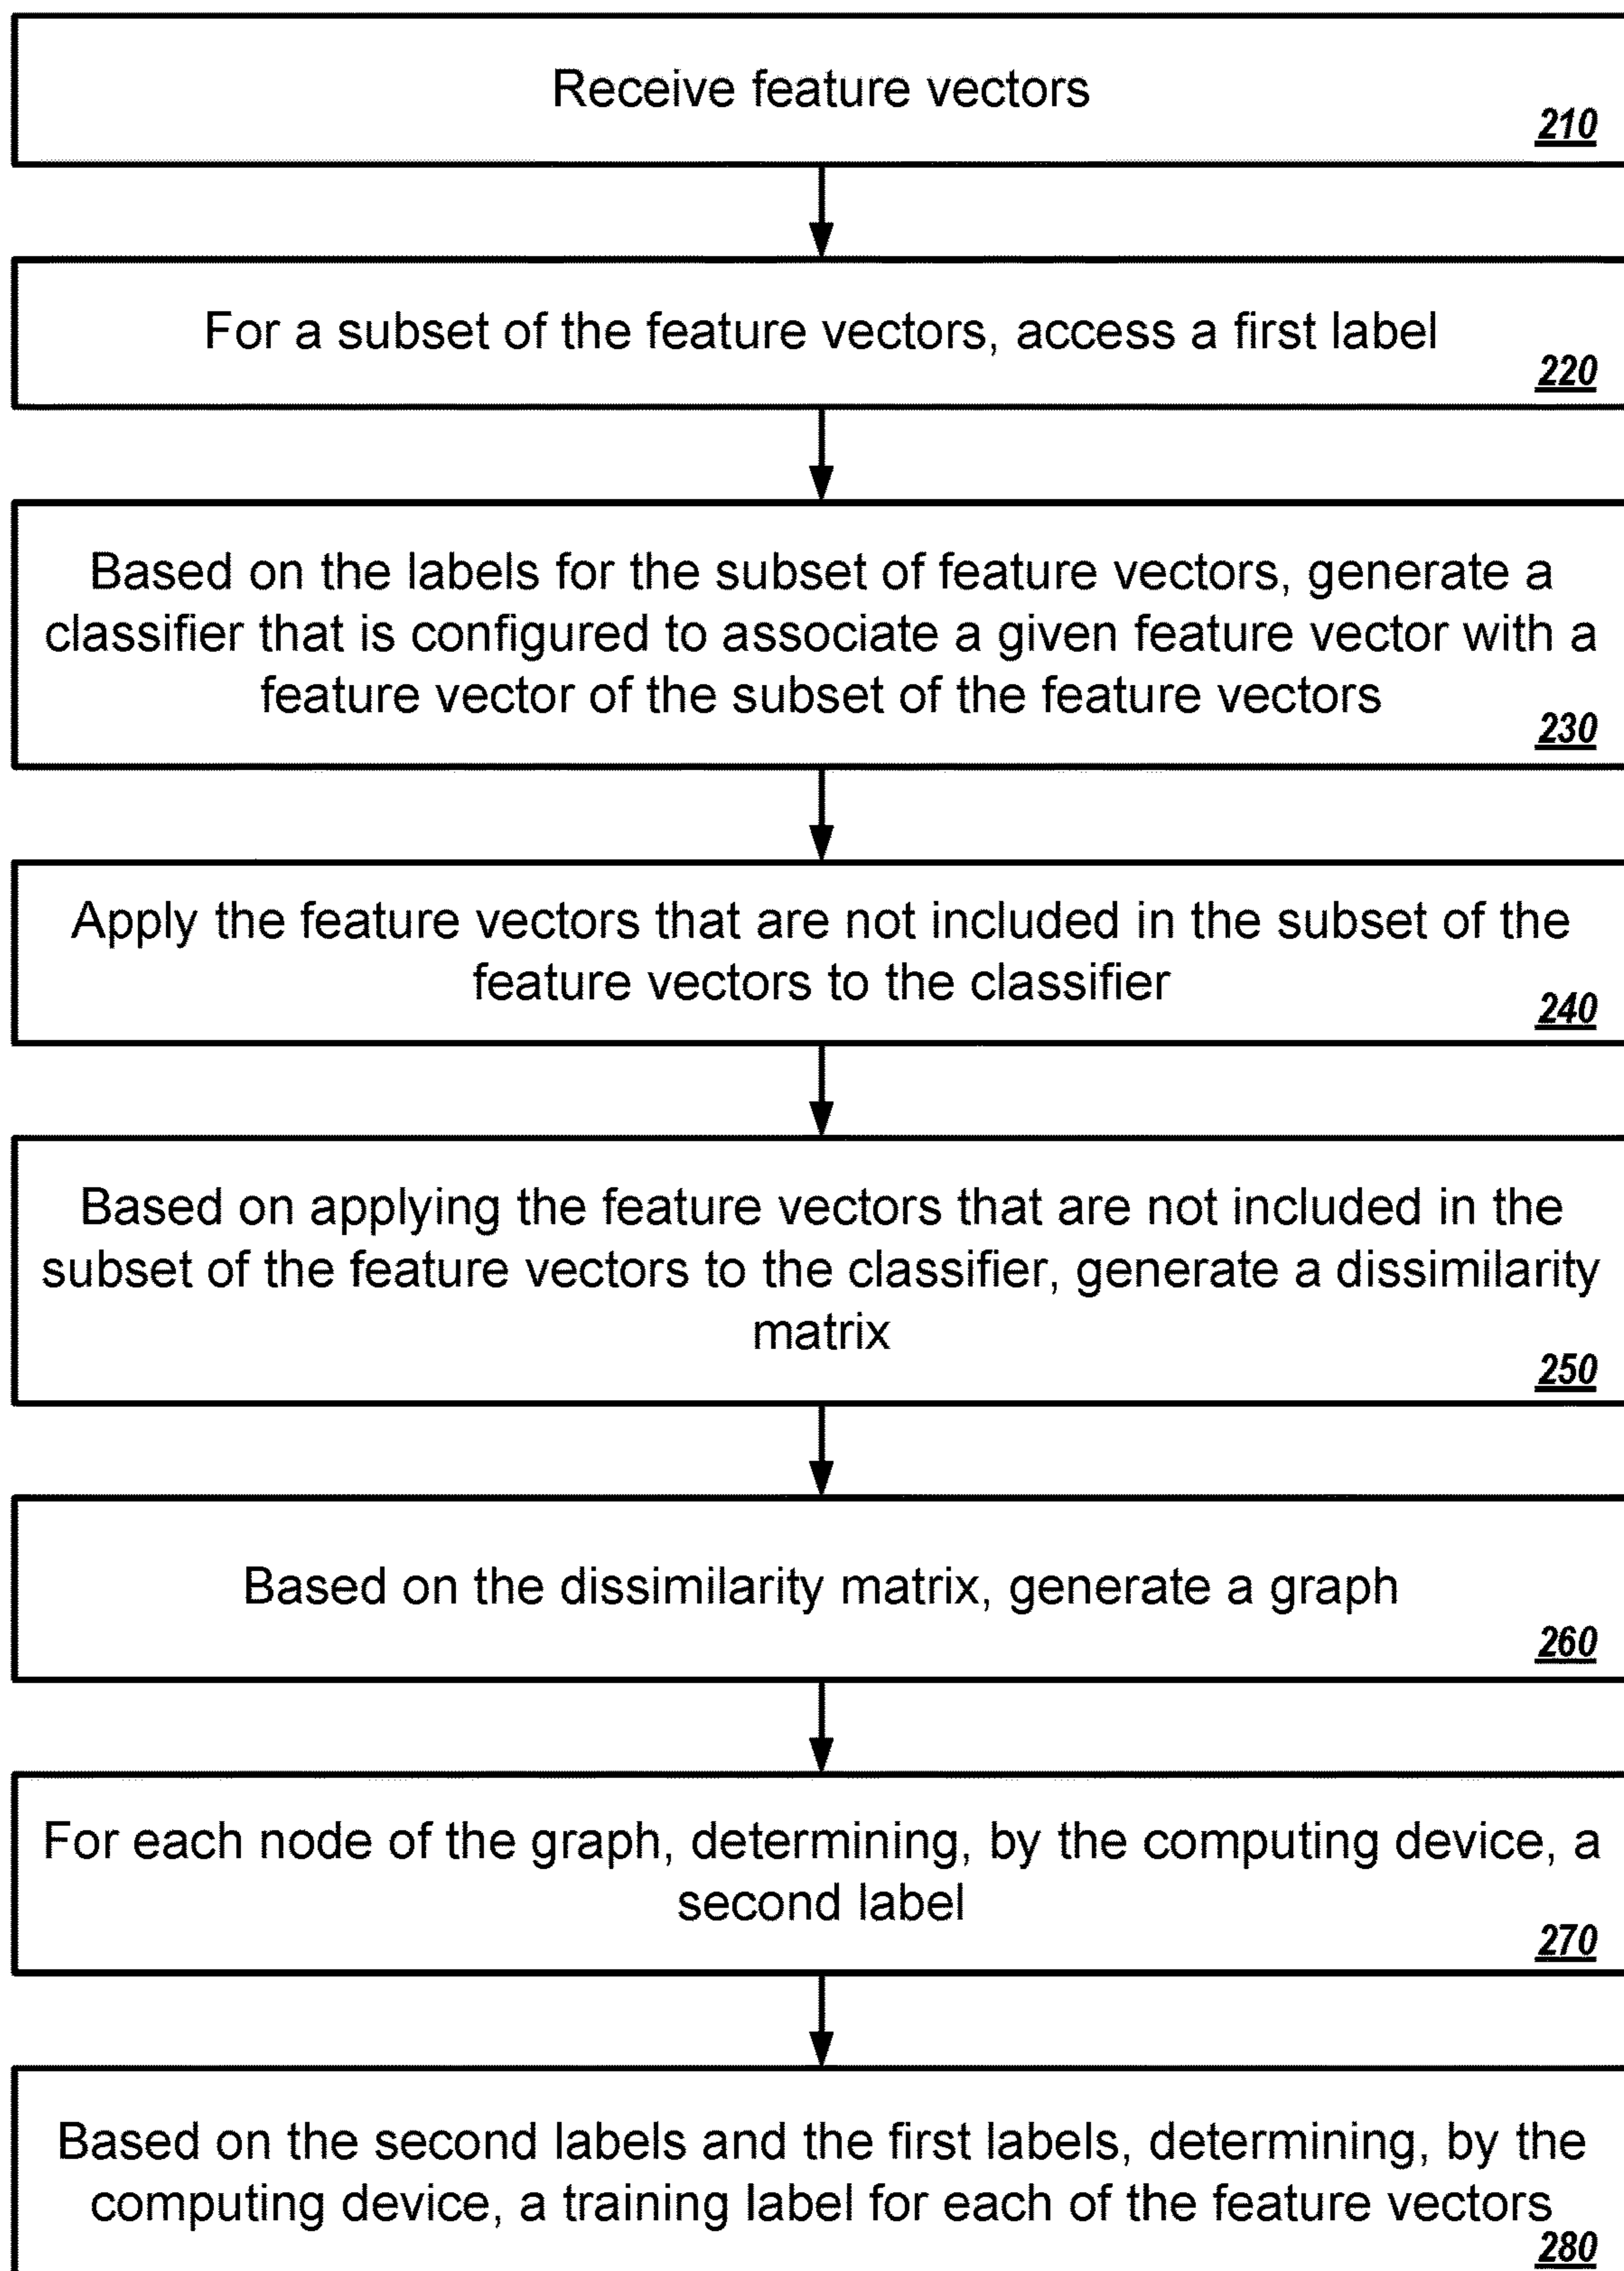 Receive feature vectors
210
For a subset of the feature vectors, access a first label
220
Based on the labels for the subset of feature vectors, generate a
classifier that is configured to associate a given feature vector with a
feature vector of the subset of the feature vectors
230
Apply the feature vectors that are not included in the subset of the
feature vectors to the classifier
240
Based on applying the feature vectors that are not included in the
subset of the feature vectors to the classifier, generate a dissimilarity
matrix
250
Based on the dissimilarity matrix, generate a graph
260
For each node of the graph, determining, by the computing device, a
second label
270
Based on the second labels and the first labels, determining, by the
computing device, a training label for each of the feature vectors
280